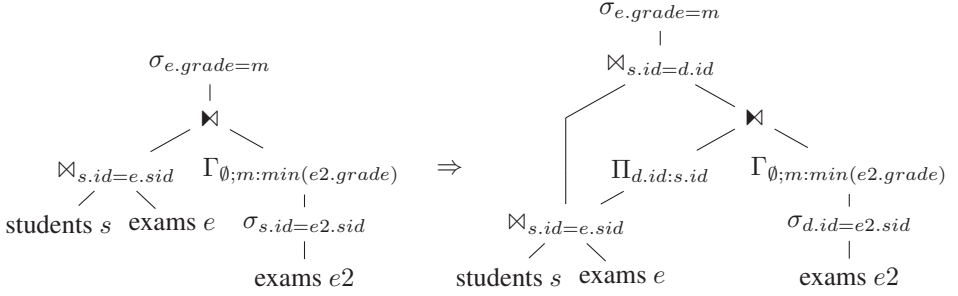 σ_{e.grade=m} σ_{e.grade=m}
⋈_{s.id=d.id}
⧑ ⧑
⋈_{s.id=e.sid} Γ_{∅;m:min(e2.grade)} ⇒ Π_{d.id:s.id} Γ_{∅;m:min(e2.grade)}
students s exams e σ_{s.id=e2.sid} ⋈_{s.id=e.sid} σ_{d.id=e2.sid}
exams e2 students s exams e exams e2